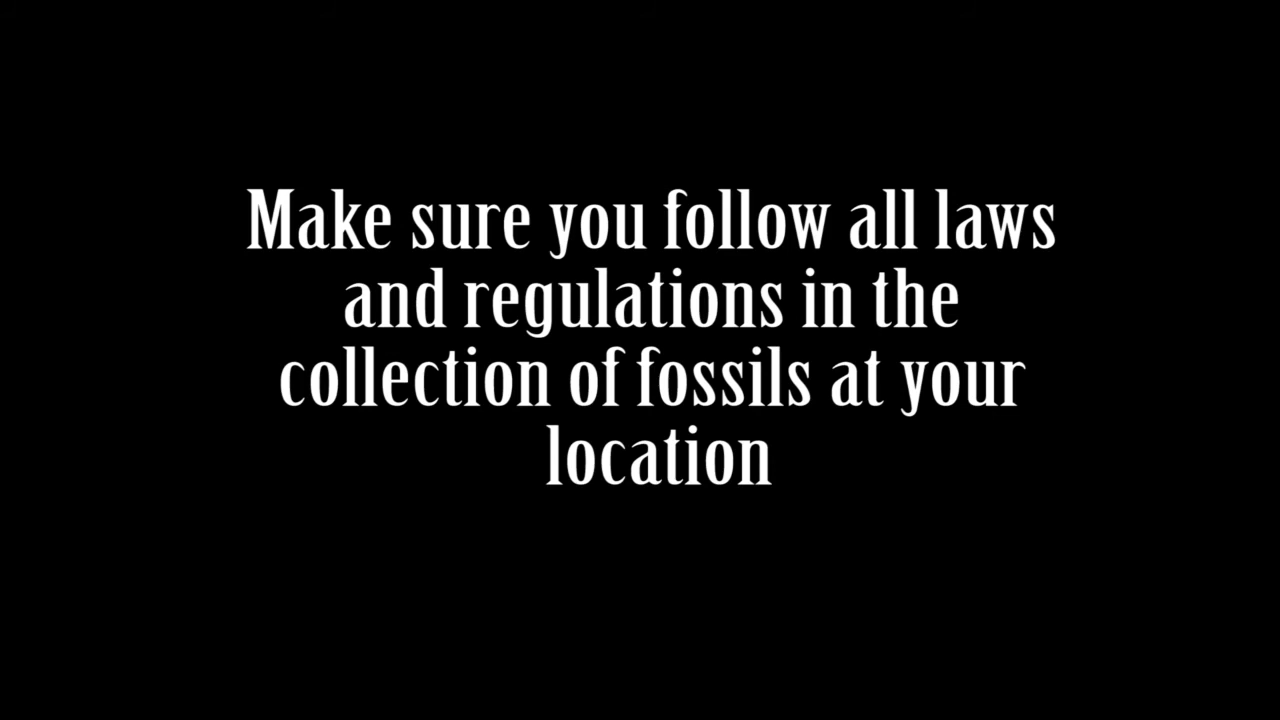 Make sure you follow all laws
and regulations in the
collection of fossils at your
location